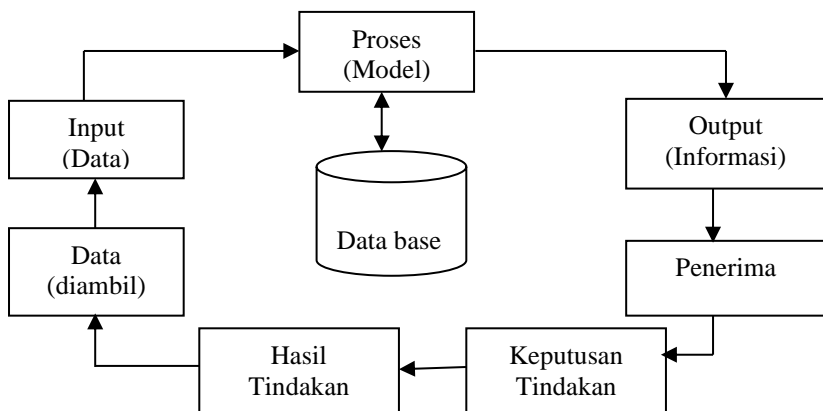 Proses
(Model)
Input
(Data)
Output
(Informasi)
Data base
Data
(diambil)
Penerima
Hasil
Tindakan
Keputusan
Tindakan